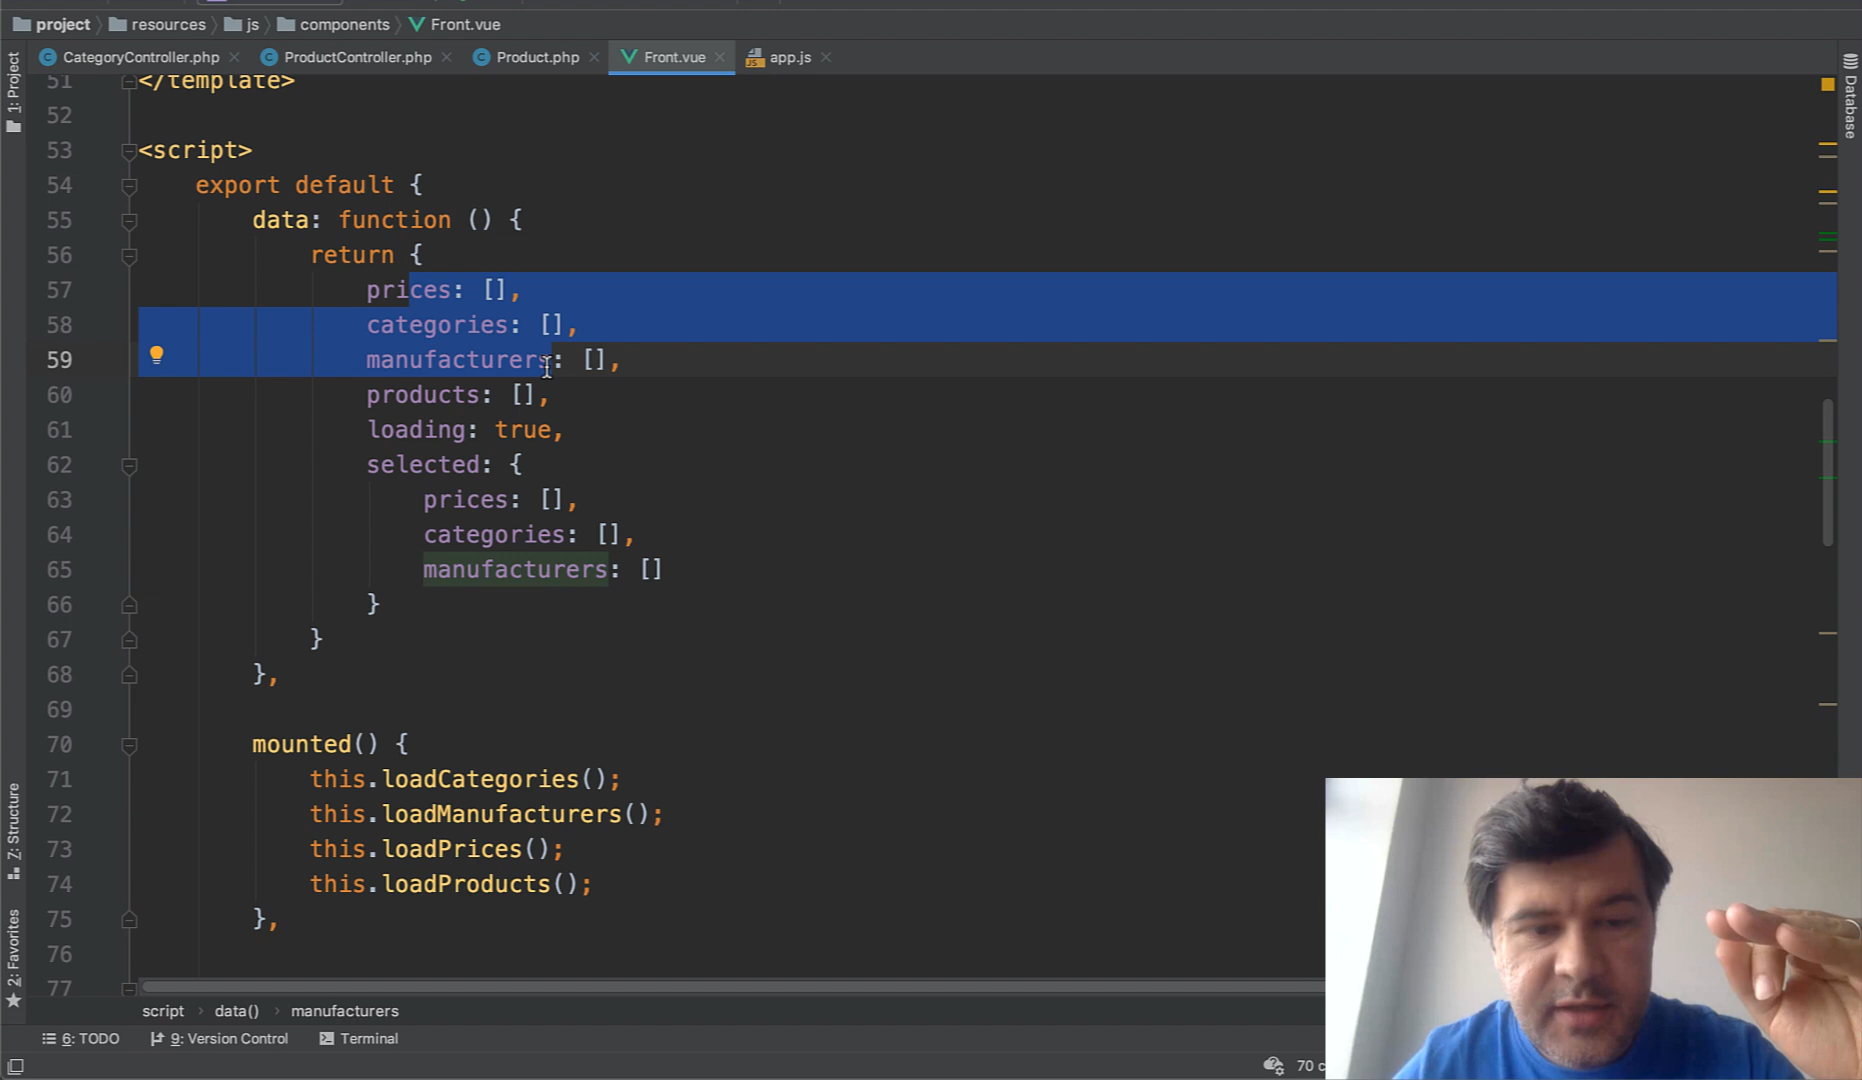 project resources js components Front.vue
CategoryController.php ProductController.php Product.php Front.vue app.js
1: Project
Database
51 </template>
52
53 <script>
54 export default {
55 data: function () {
56 return {
57 prices: [],
58 categories: [],
59 manufacturers: [],
60 products: [],
61 loading: true,
62 selected: {
63 prices: [],
64 categories: [],
65 manufacturers: []
66 }
67 }
68 },
69
70 mounted() {
71 this.loadCategories();
72 this.loadManufacturers();
73 this.loadPrices();
74 this.loadProducts();
75 },
76
77
Z: Structure
2: Favorites
script › data() › manufacturers
6: TODO 9: Version Control Terminal
70 c